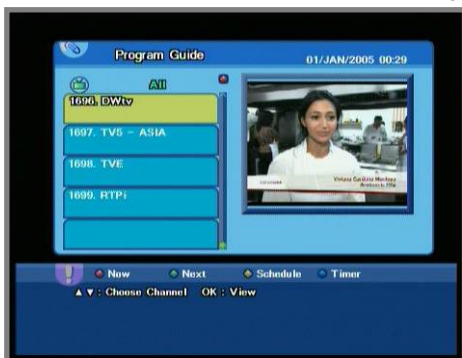 Program Guide
01/JAN/2005 00:29
All
1696. DWtv
1697. TV5 - ASIA
1698. TVE
1699. RTPi
Now
Next
Schedule
Timer
▲ ▼ : Choose Channel OK : View